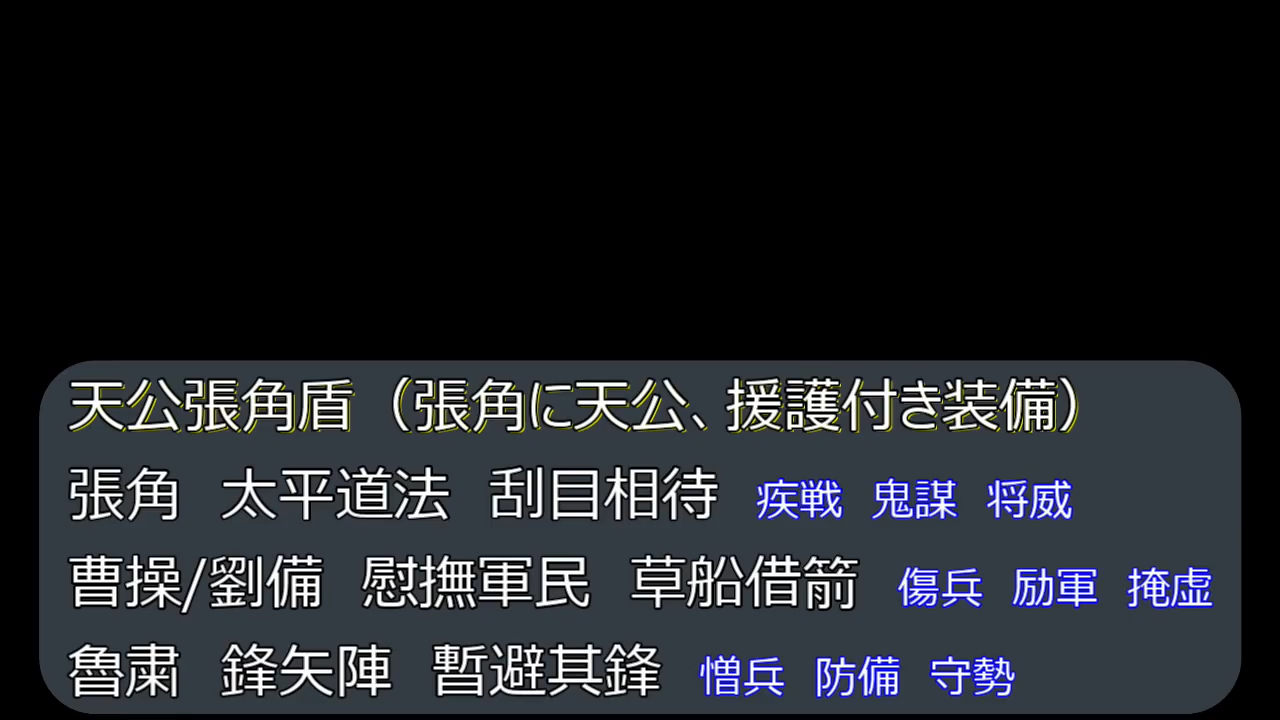 天公張角盾（張角に天公、援護付き装備）
張角 太平道法 刮目相待 疾戦 鬼謀 将威
曹操/劉備 慰撫軍民 草船借箭 傷兵 励軍 掩虚
魯粛 鋒矢陣 暫避其鋒 憎兵 防備 守勢